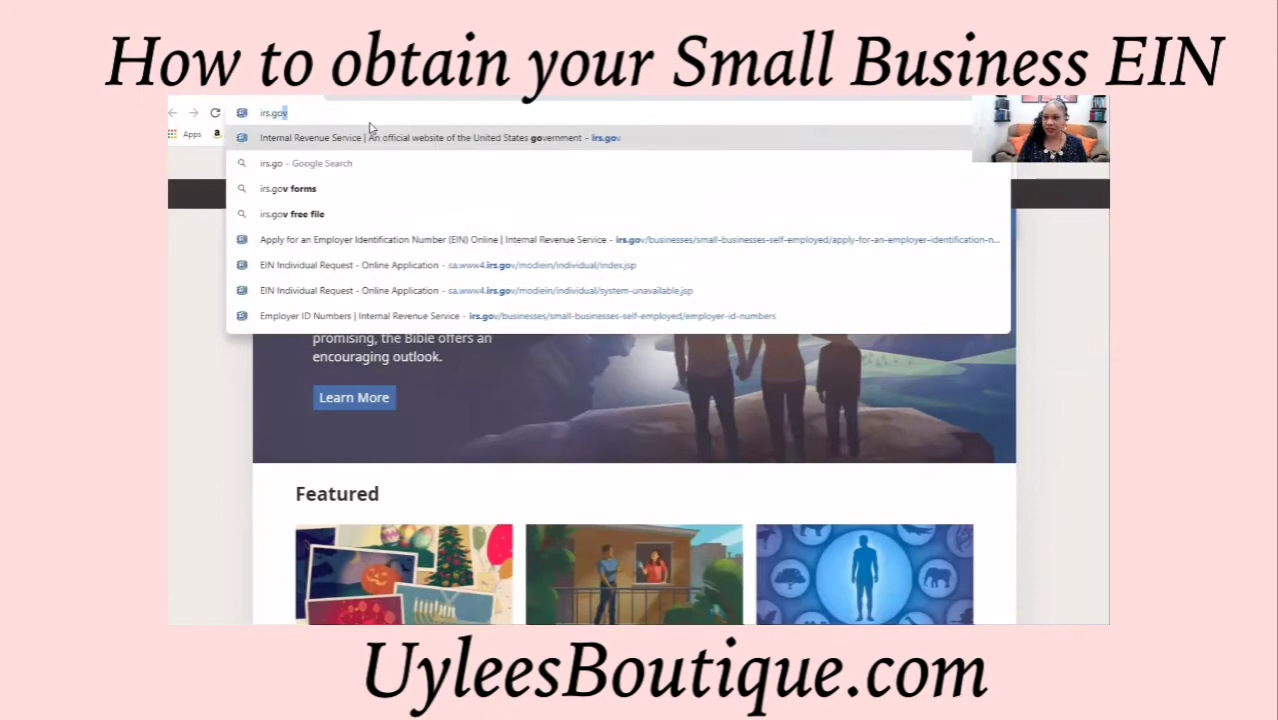 How to obtain your Small Business EIN
irs.gov
Apps
Internal Revenue Service | An official website of the United States government - irs.gov
irs.go - Google Search
irs.gov forms
irs.gov free file
Apply for an Employer Identification Number (EIN) Online | Internal Revenue Service - irs.gov/businesses/small-businesses-self-employed/apply-for-an-employer-identification-n...
EIN Individual Request - Online Application - sa.www4.irs.gov/modiein/individual/index.jsp
EIN Individual Request - Online Application - sa.www4.irs.gov/modiein/individual/system-unavailable.jsp
Employer ID Numbers | Internal Revenue Service - irs.gov/businesses/small-businesses-self-employed/employer-id-numbers
promising, the Bible offers an
encouraging outlook.
Learn More
Featured
UyleesBoutique.com